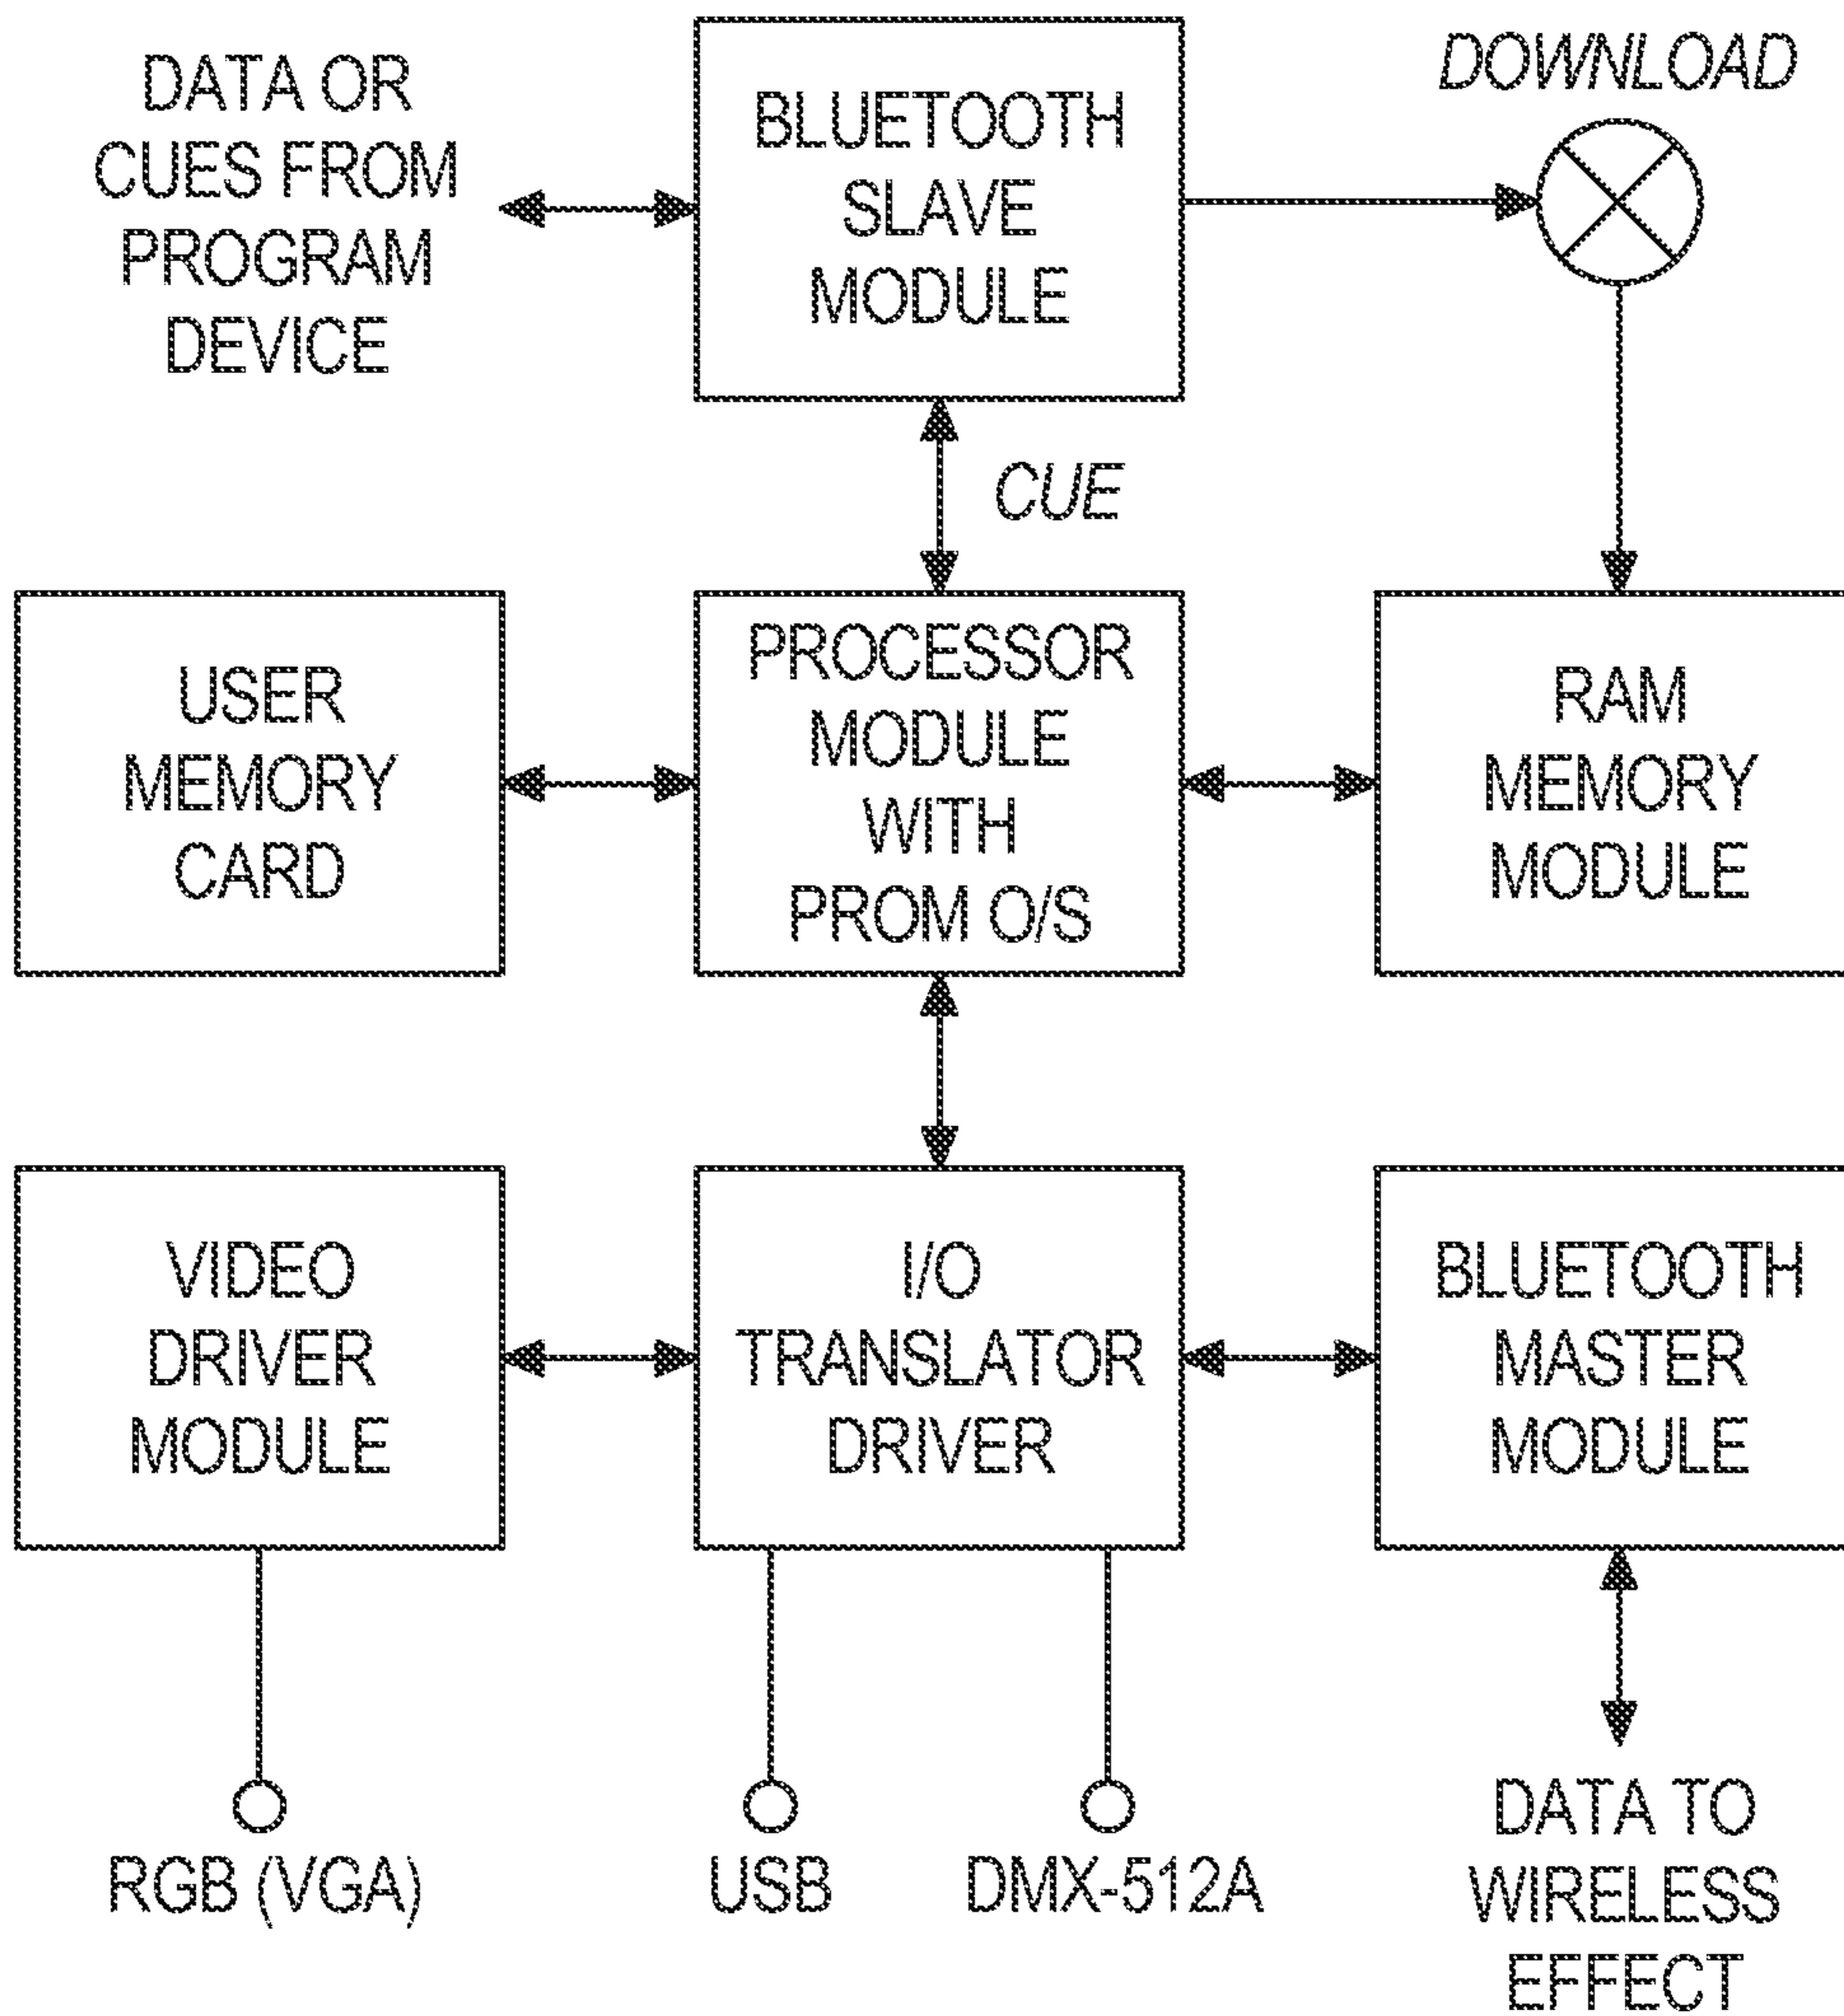 DATA OR
CUES FROM
PROGRAM
DEVICE
BLUETOOTH
SLAVE
MODULE
DOWNLOAD
CUE
USER
MEMORY
CARD
PROCESSOR
MODULE
WITH
PROM O/S
RAM
MEMORY
MODULE
VIDEO
DRIVER
MODULE
I/O
TRANSLATOR
DRIVER
BLUETOOTH
MASTER
MODULE
RGB (VGA)
USB
DMX-512A
DATA TO
WIRELESS
EFFECT